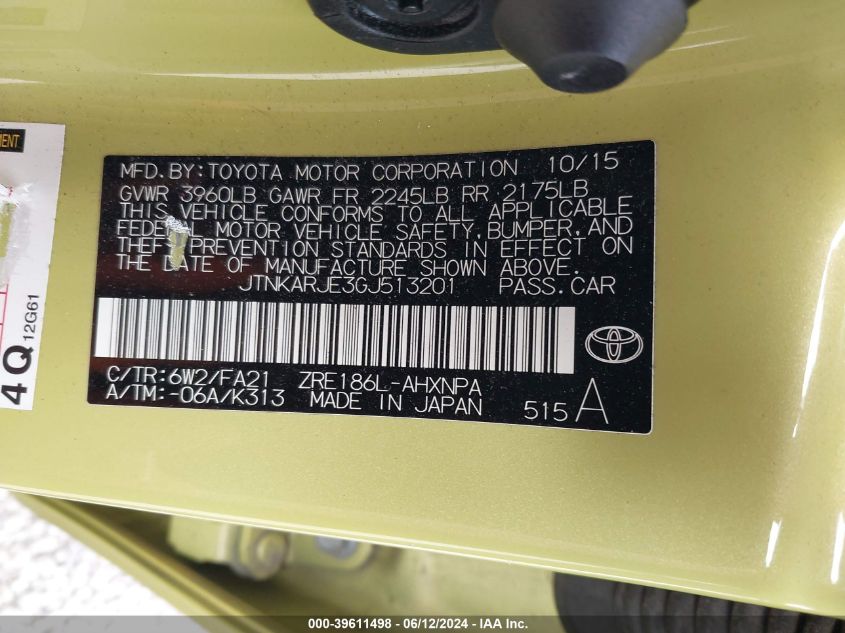 MENT
4Q 12G61
MFD.BY:TOYOTA MOTOR CORPORATION 10/15
GVWR 3960LB GAWR FR 2245LB RR 2175LB
THIS VEHICLE CONFORMS TO ALL APPLICABLE
FEDERAL MOTOR VEHICLE SAFETY,BUMPER,AND
THEFT PREVENTION STANDARDS IN EFFECT ON
THE DATE OF MANUFACTURE SHOWN ABOVE.
JTNKARJE3GJ513201 PASS.CAR
C/TR:6W2/FA21 ZRE186L-AHXNPA
A/TM:-06A/K313 MADE IN JAPAN 515A
000-39611498 - 06/12/2024 - IAA Inc.